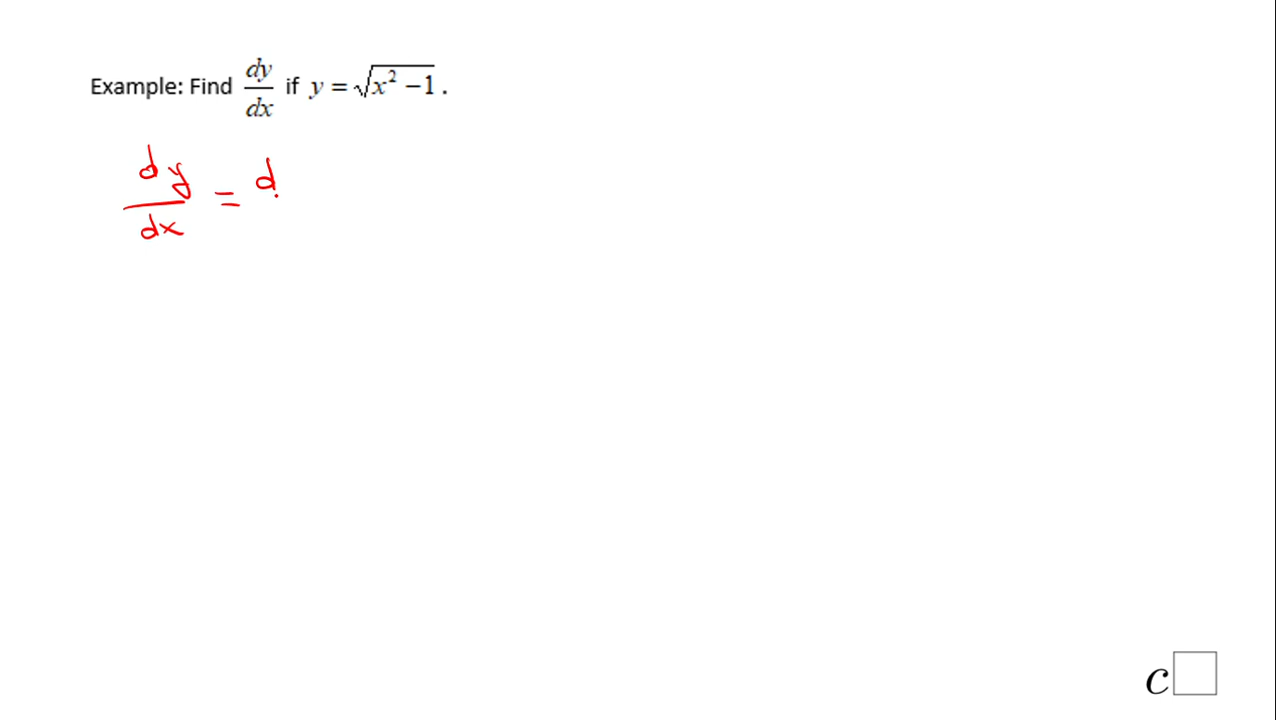 Example: Find dy/dx if y = √(x² −1).
dy/dx = d
c